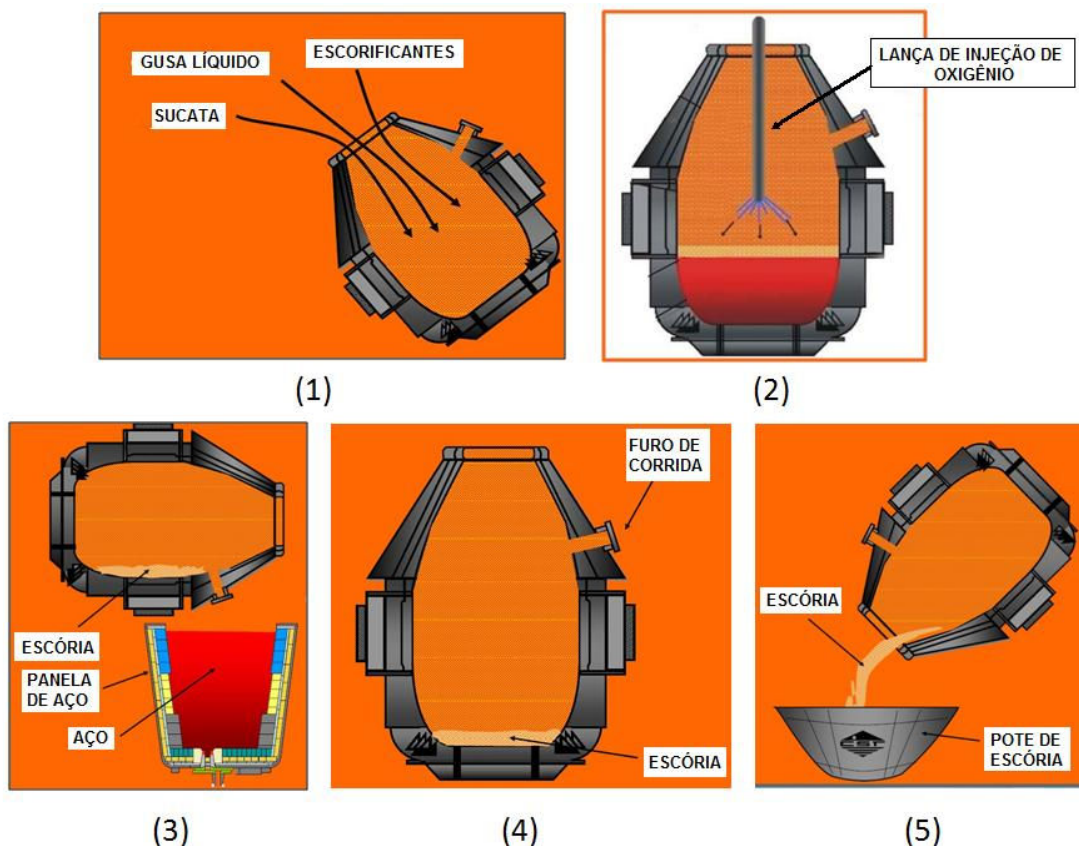 GUSA LÍQUIDO
ESCORIFICANTES
SUCATA
(1)
LANÇA DE INJEÇÃO DE
OXIGÊNIO
(2)
ESCÓRIA
PANELA
DE AÇO
AÇO
(3)
FURO DE
CORRIDA
ESCÓRIA
(4)
ESCÓRIA
CST
POTE DE
ESCÓRIA
(5)